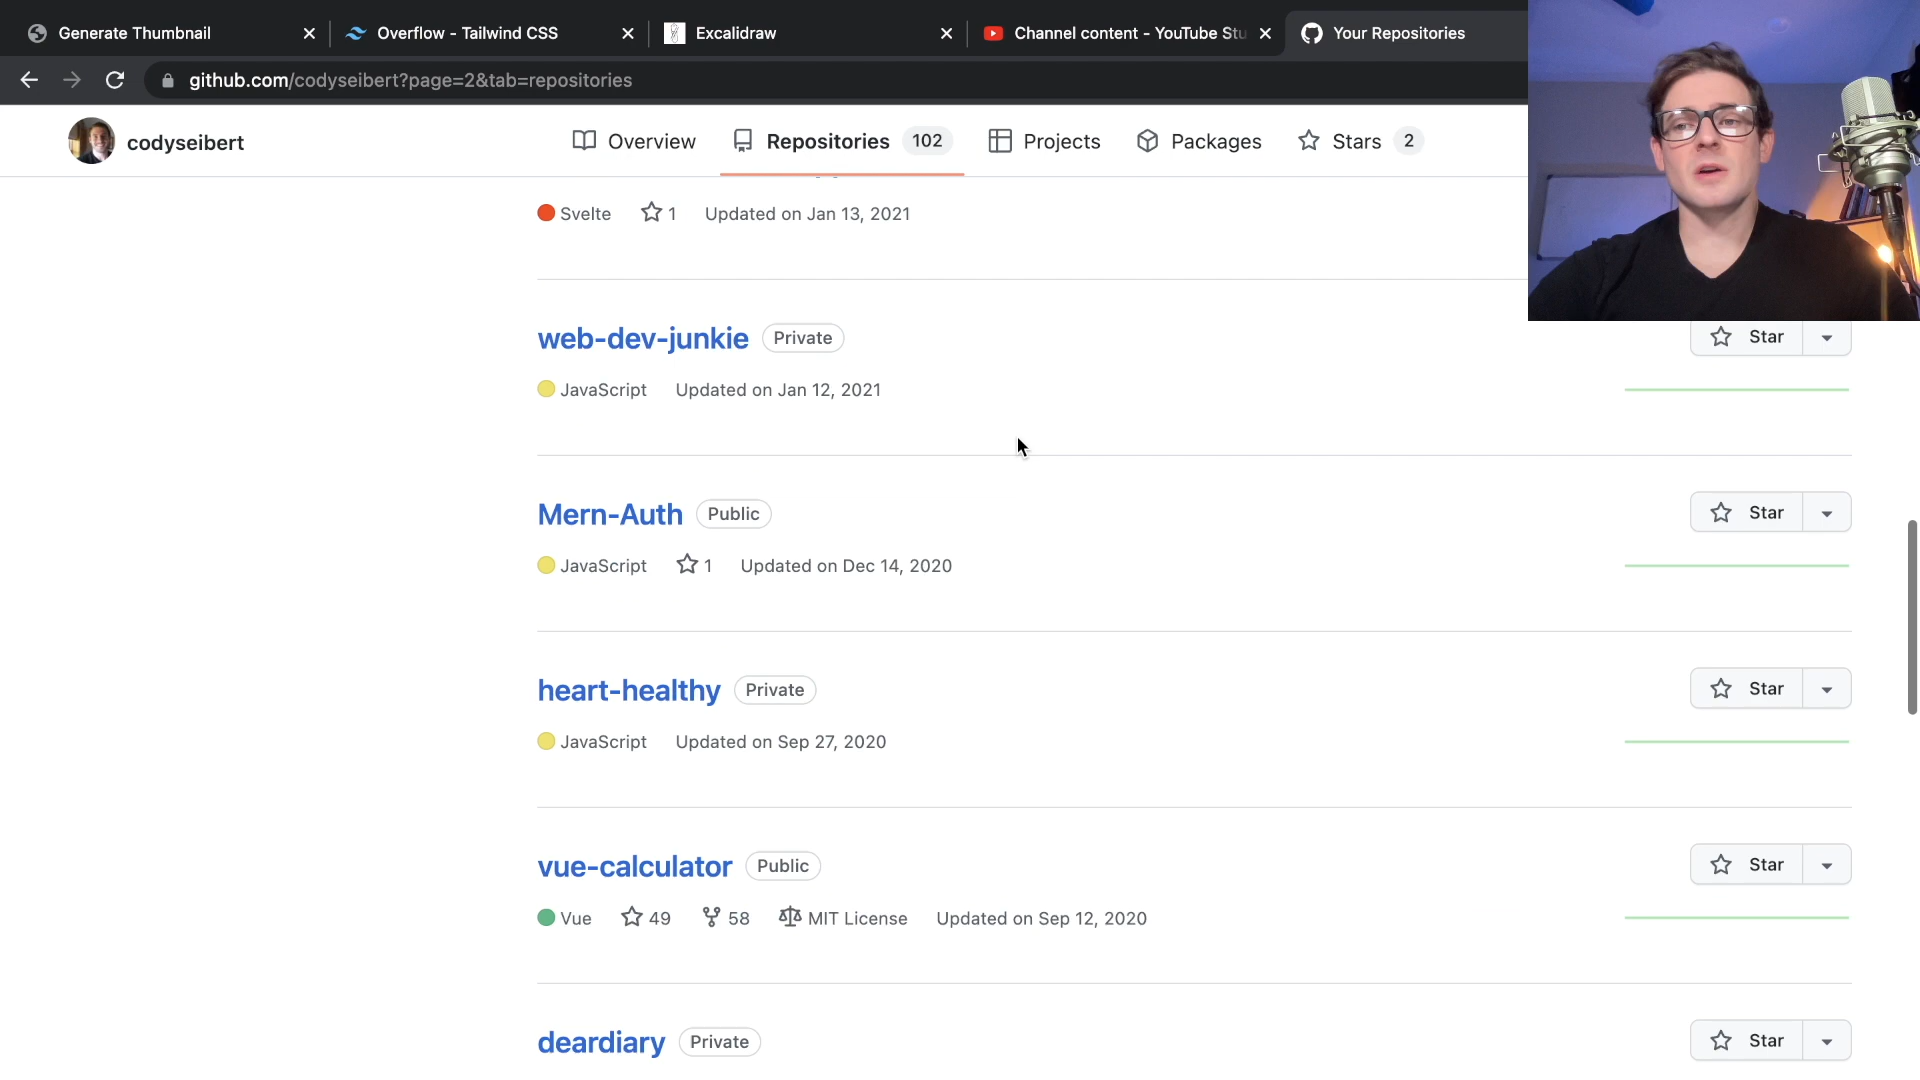 Generate Thumbnail
Overflow - Tailwind CSS
Excalidraw
Channel content - YouTube Stu
Your Repositories
github.com/codyseibert?page=2&tab=repositories
codyseibert
Overview
Repositories 102
Projects
Packages
Stars 2
Svelte 1 Updated on Jan 13, 2021
web-dev-junkie Private
Star
JavaScript Updated on Jan 12, 2021
Mern-Auth Public
Star
JavaScript 1 Updated on Dec 14, 2020
heart-healthy Private
Star
JavaScript Updated on Sep 27, 2020
vue-calculator Public
Star
Vue 49 58 MIT License Updated on Sep 12, 2020
deardiary Private
Star